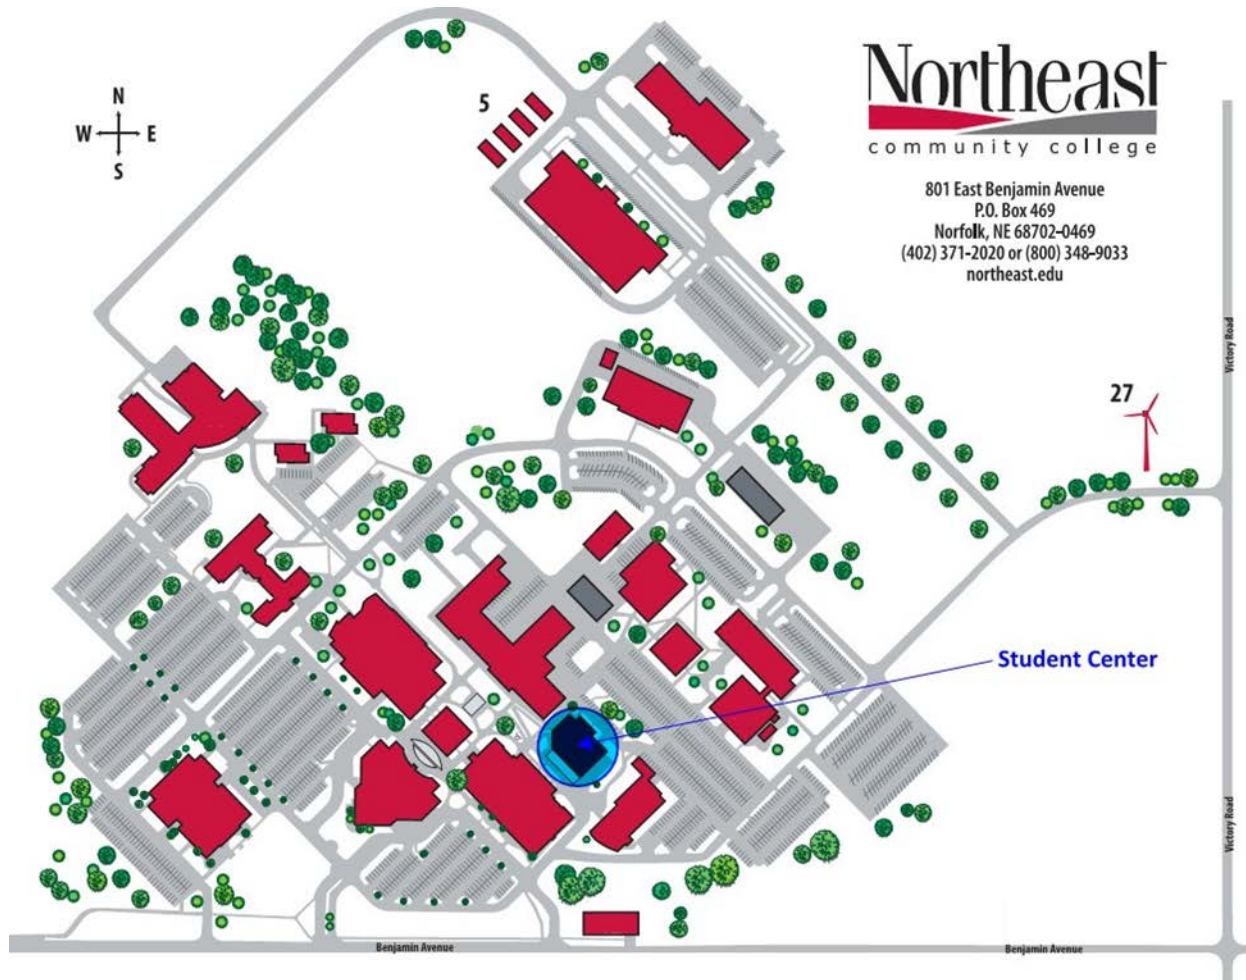 Northeast
community college
801 East Benjamin Avenue
P.O. Box 469
Norfolk, NE 68702-0469
(402) 371-2020 or (800) 348-9033
northeast.edu
N
W E
S
5
27
Victory Road
Student Center
Victory Road
Benjamin Avenue
Benjamin Avenue